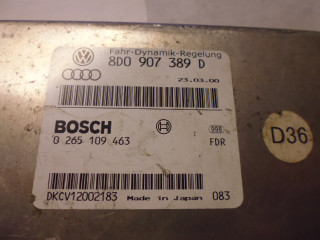 Fahr-Dynamik-Regelung
8D0 907 389 D
23.03.00
BOSCH
0 265 109 463
FDR
D36
DKCV12002183 Made in Japan 083